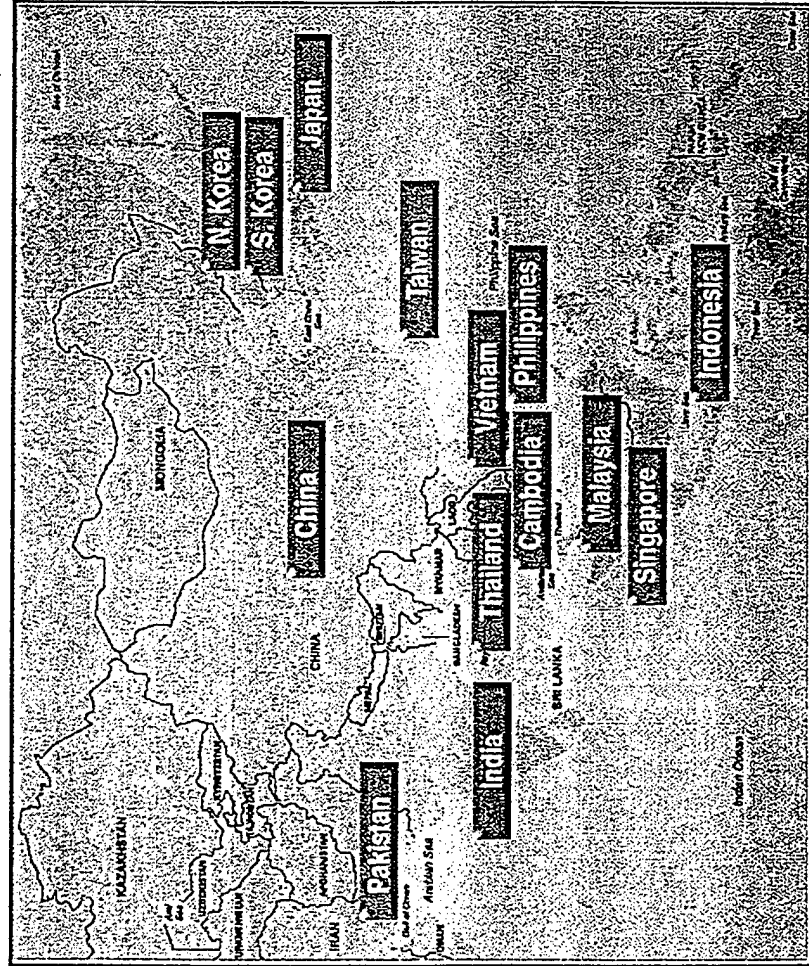 KAZAKHSTAN
MONGOLIA
N. Korea
S. Korea
Japan
UZBEKISTAN
CHINA
China
IRAN
Pakistan
NEPAL
Taiwan
OMAN
Arabian Sea
BANGLADESH
MYANMAR
LAOS
India
Thailand
Vietnam
Philippine Sea
Cambodia
Philippines
SRI LANKA
Malaysia
Singapore
Indonesia
Indian Ocean